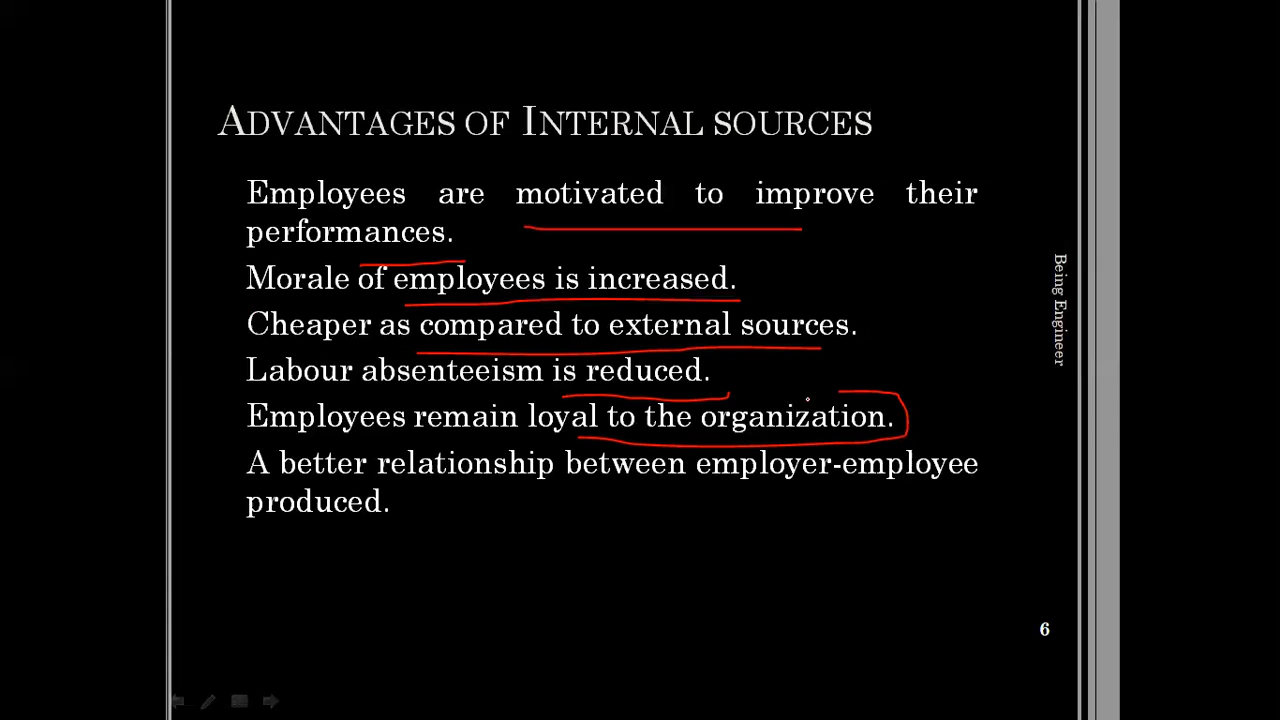 ADVANTAGES OF INTERNAL SOURCES
Employees are motivated to improve their
performances.
Morale of employees is increased.
Cheaper as compared to external sources.
Labour absenteeism is reduced.
Employees remain loyal to the organization.
A better relationship between employer-employee
produced.
Being Engineer
6